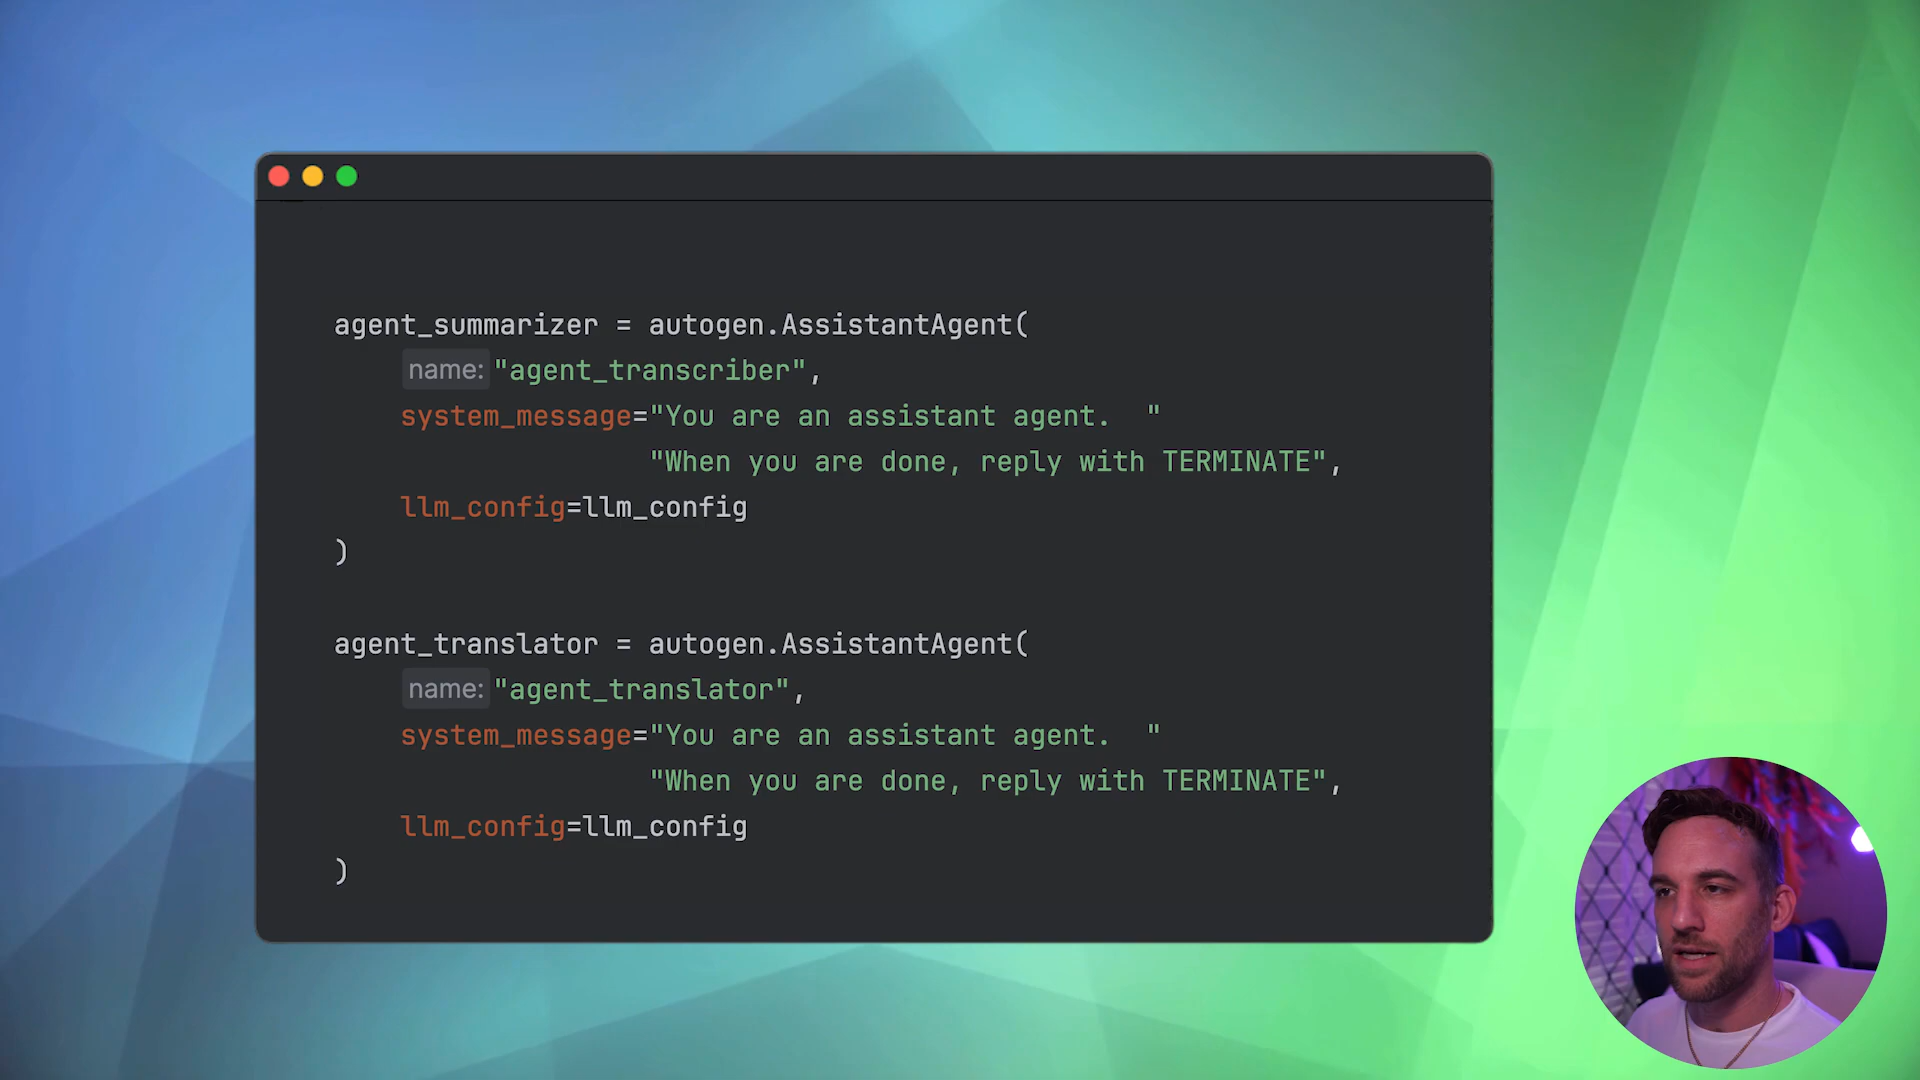 agent_summarizer = autogen.AssistantAgent(
name: "agent_transcriber",
system_message="You are an assistant agent.  "
"When you are done, reply with TERMINATE",
llm_config=llm_config
)
agent_translator = autogen.AssistantAgent(
name: "agent_translator",
system_message="You are an assistant agent.  "
"When you are done, reply with TERMINATE",
llm_config=llm_config
)